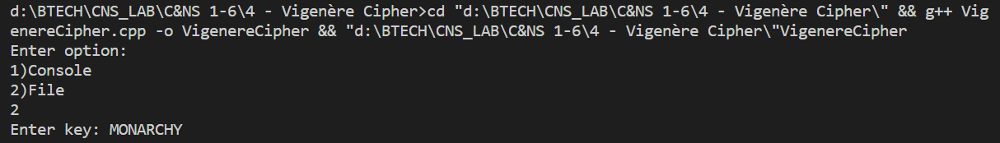 d:\BTECH\CNS_LAB\C&NS 1-6\4 - Vigenère Cipher>cd "d:\BTECH\CNS_LAB\C&NS 1-6\4 - Vigenère Cipher\" && g++ Vig
enereCipher.cpp -o VigenereCipher && "d:\BTECH\CNS_LAB\C&NS 1-6\4 - Vigenère Cipher\"VigenereCipher
Enter option:
1)Console
2)File
2
Enter key: MONARCHY